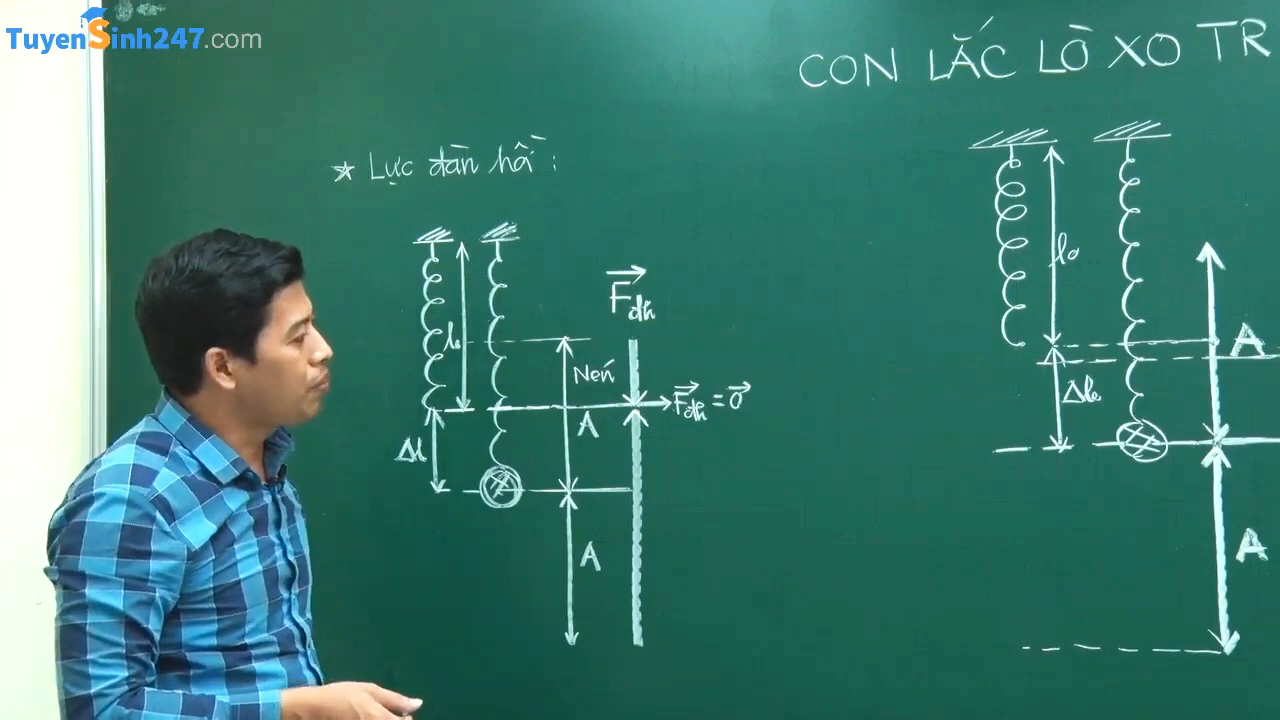 TuyenSinh247.com
CON LẮC LÒ XO TR
* Lực đàn hồi :
l₀
Δl
Nén
A
A
F⃗đh
F⃗đh = 0⃗
l₀
Δl₀
A
A